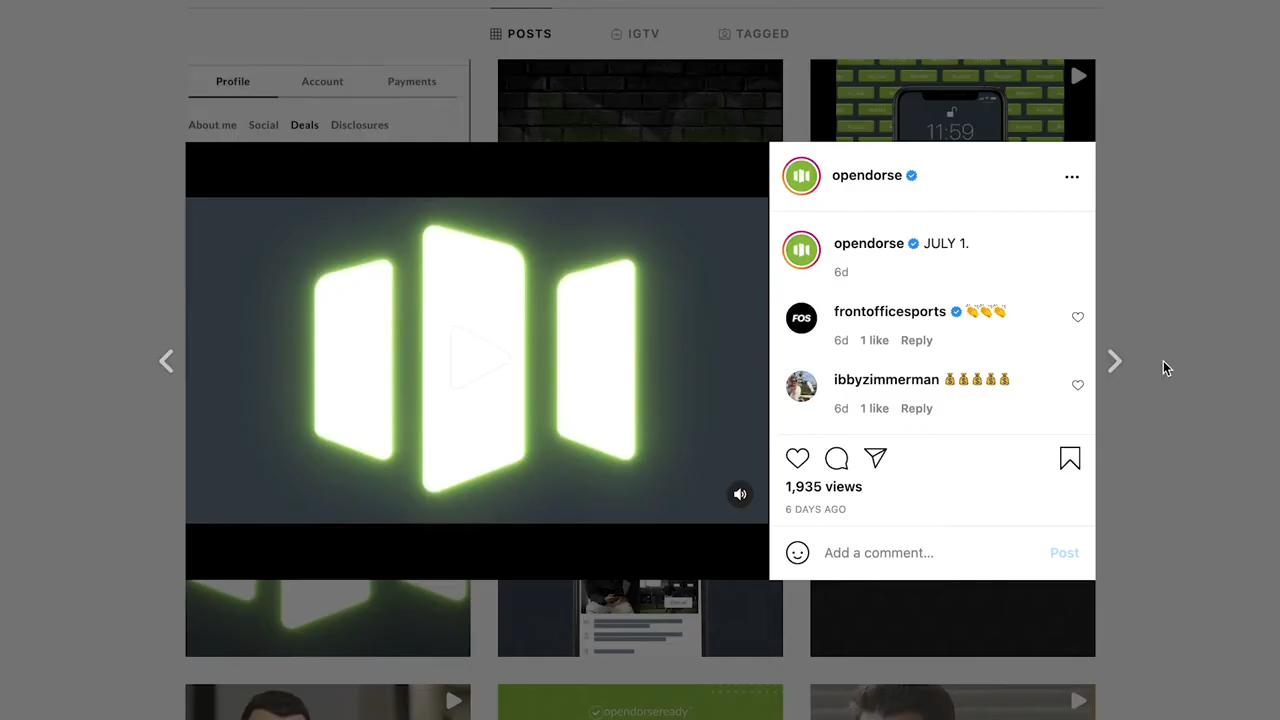 POSTS
IGTV
TAGGED
Profile
Account
Payments
About me
Social
Deals
Disclosures
11:59
opendorse
opendorse JULY 1.
6d
FOS
frontofficesports 👏👏👏
6d 1 like Reply
ibbyzimmerman 💰💰💰💰💰
6d 1 like Reply
1,935 views
6 DAYS AGO
Add a comment...
Post
opendorseready